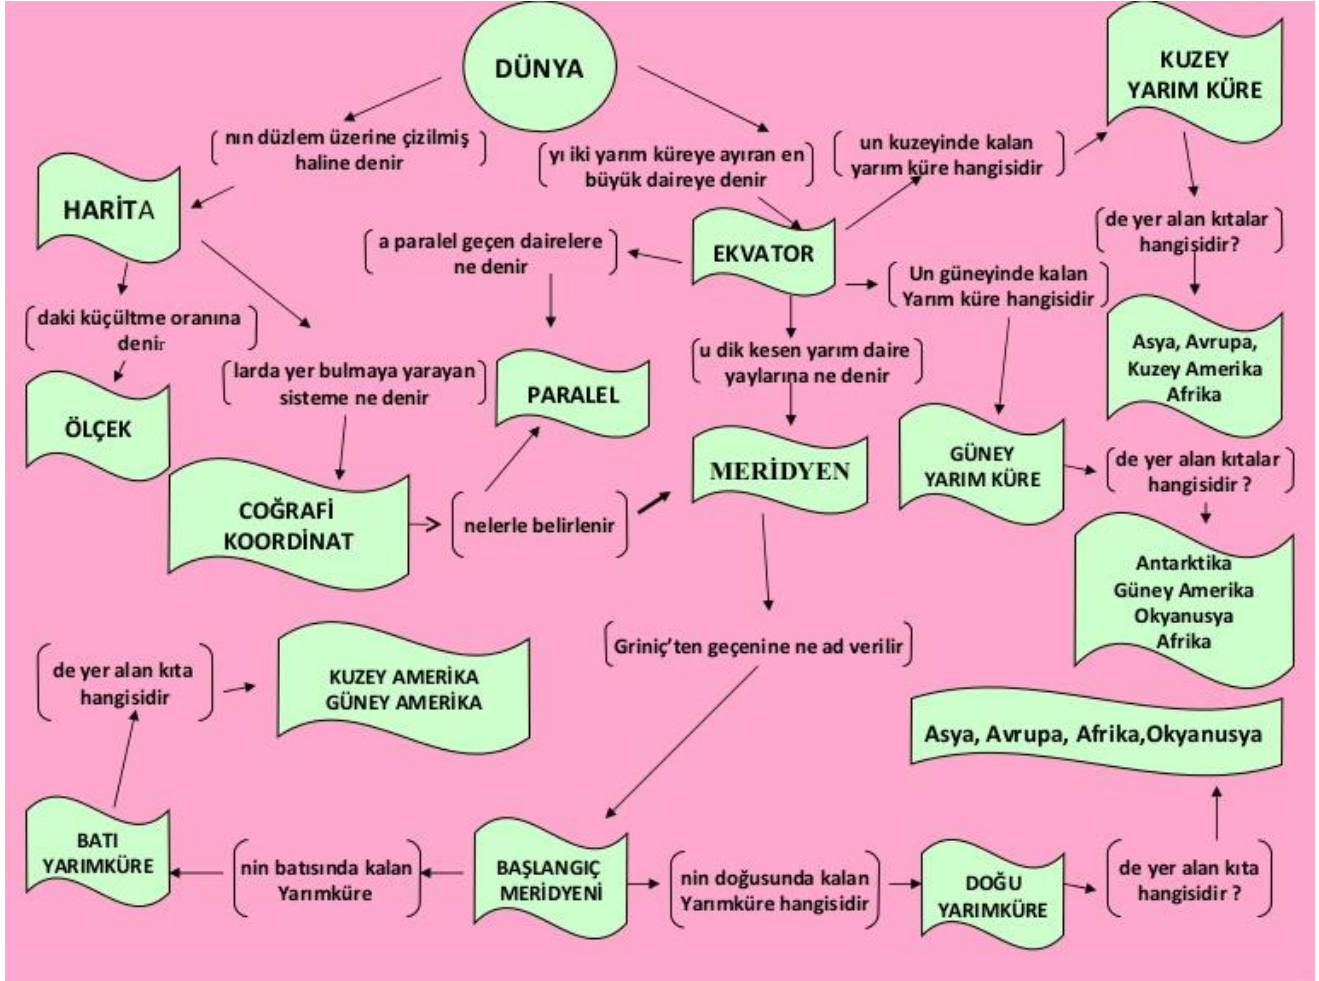 DÜNYA
KUZEY
YARIM KÜRE
nın düzlem üzerine çizilmiş
haline denir
yı iki yarım küreye ayıran en
büyük daireye denir
un kuzeyinde kalan
yarım küre hangisidir
HARİTA
de yer alan kıtalar
hangisidir?
a paralel geçen dairelere
ne denir
EKVATOR
Un güneyinde kalan
Yarım küre hangisidir
daki küçültme oranına
denir
larda yer bulmaya yarayan
sisteme ne denir
PARALEL
u dik kesen yarım daire
yaylarına ne denir
Asya, Avrupa,
Kuzey Amerika
Afrika
ÖLÇEK
MERİDYEN
GÜNEY
YARIM KÜRE
de yer alan kıtalar
hangisidir ?
COĞRAFİ
KOORDİNAT
nelerle belirlenir
Antarktika
Güney Amerika
Okyanusya
Afrika
Griniç’ten geçenine ne ad verilir
de yer alan kıta
hangisidir
KUZEY AMERİKA
GÜNEY AMERİKA
Asya, Avrupa, Afrika,Okyanusya
BATI
YARIMKÜRE
nin batısında kalan
Yarımküre
BAŞLANGIÇ
MERİDYENİ
nin doğusunda kalan
Yarımküre hangisidir
DOĞU
YARIMKÜRE
de yer alan kıta
hangisidir ?